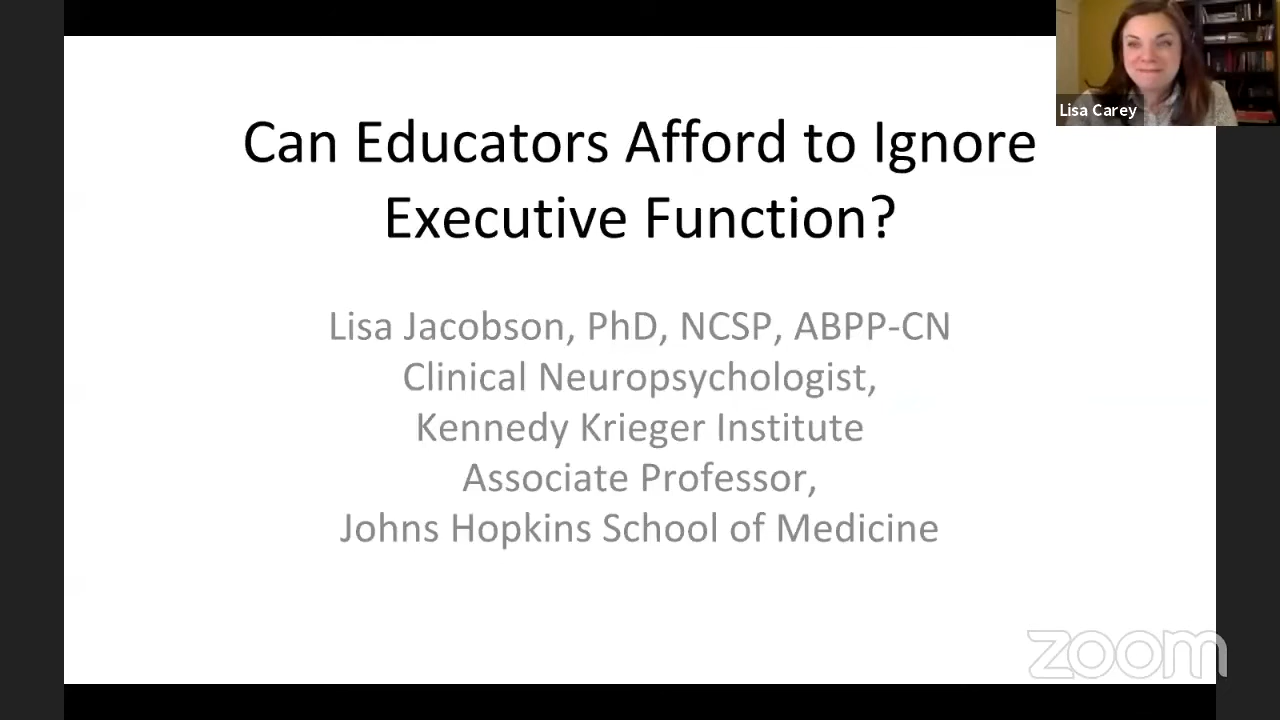 Can Educators Afford to Ignore
Executive Function?
Lisa Jacobson, PhD, NCSP, ABPP-CN
Clinical Neuropsychologist,
Kennedy Krieger Institute
Associate Professor,
Johns Hopkins School of Medicine
Lisa Carey
zoom